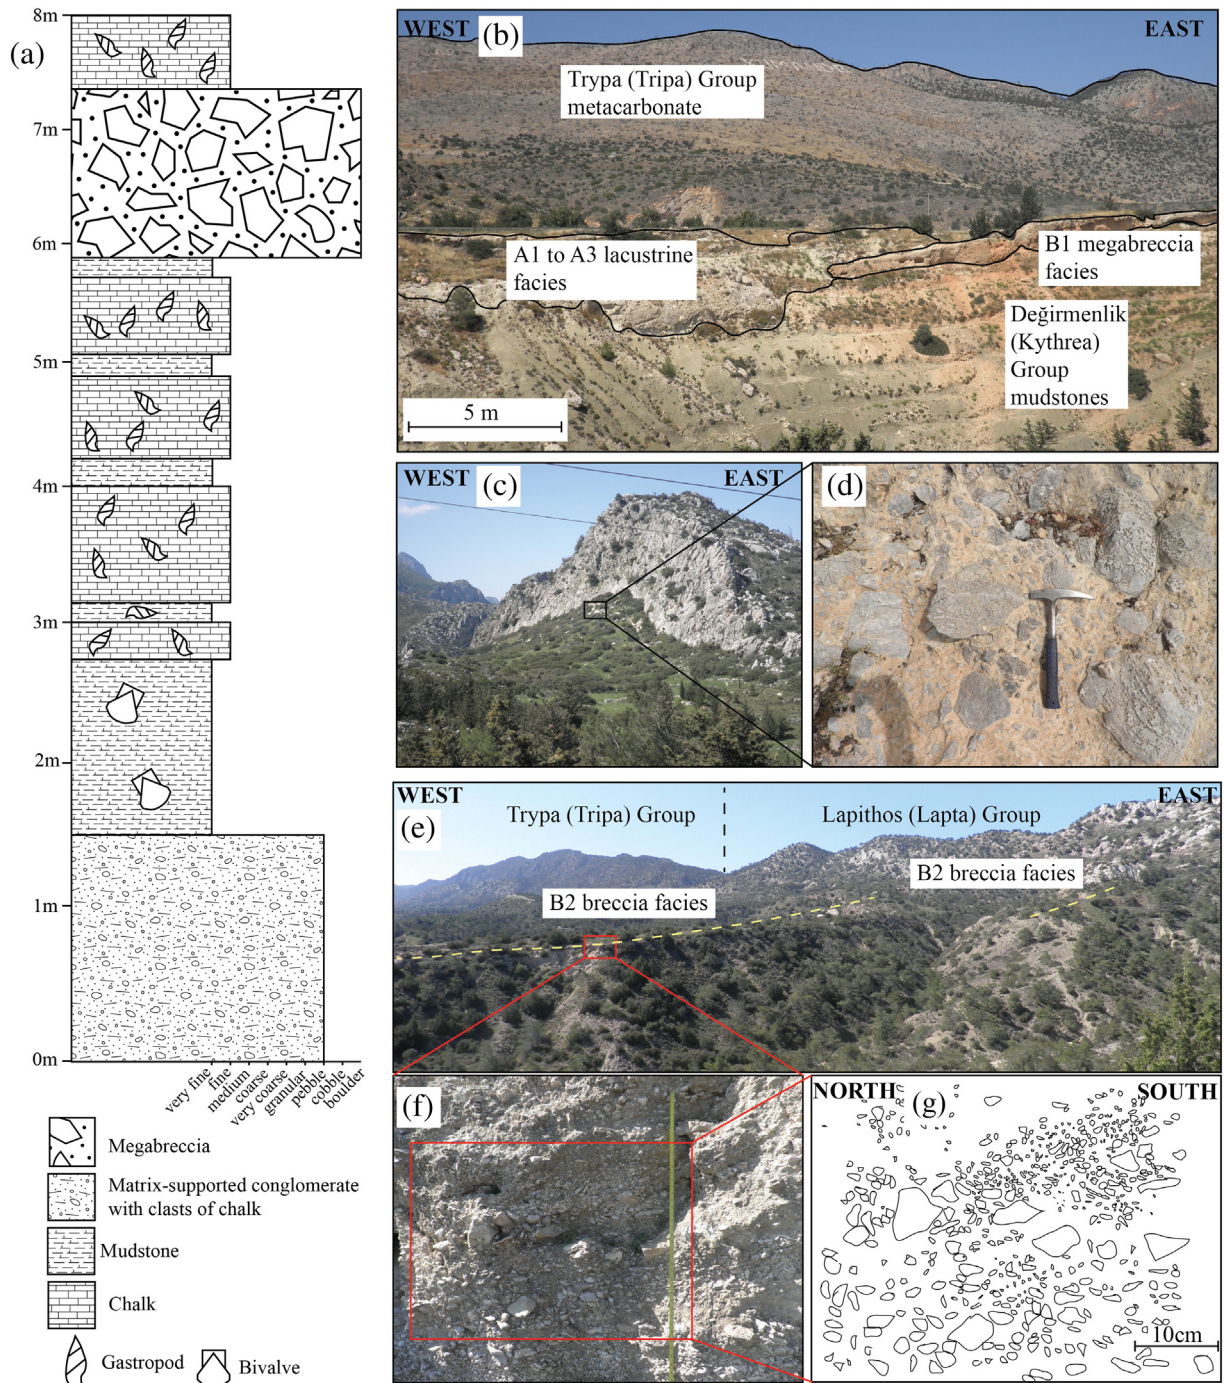 (a)
8m
7m
6m
5m
4m
3m
2m
1m
0m
very fine
fine
medium
coarse
very coarse
granular
pebble
cobble
boulder
Megabreccia
Matrix-supported conglomerate
with clasts of chalk
Mudstone
Chalk
Gastropod
Bivalve
WEST
(b)
EAST
Trypa (Tripa) Group
metacarbonate
A1 to A3 lacustrine
facies
B1 megabreccia
facies
Değirmenlik
(Kythrea)
Group
mudstones
5 m
WEST
(c)
EAST
(d)
WEST
EAST
(e)
Trypa (Tripa) Group
Lapithos (Lapta) Group
B2 breccia facies
B2 breccia facies
(f)
NORTH
(g)
SOUTH
10cm